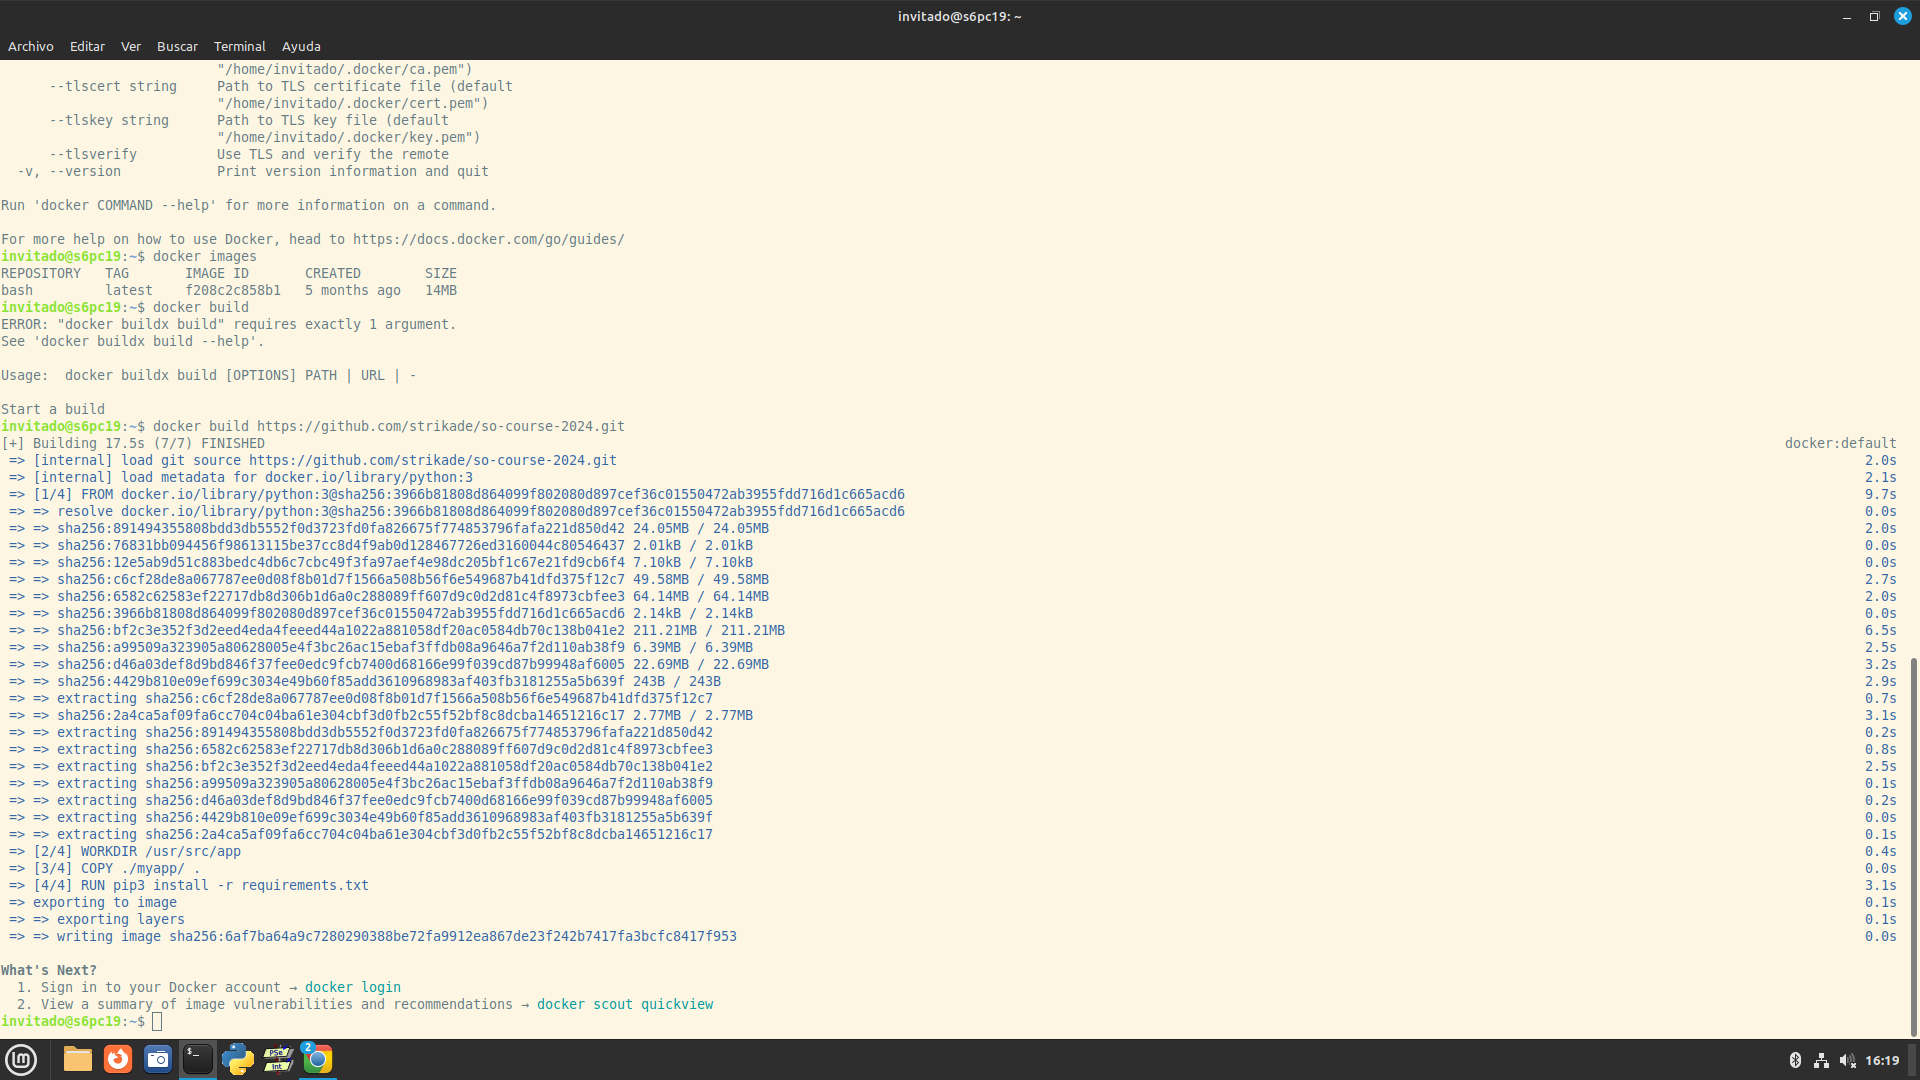 invitado@s6pc19: ~
Archivo Editar Ver Buscar Terminal Ayuda
"/home/invitado/.docker/ca.pem")
--tlscert string Path to TLS certificate file (default
"/home/invitado/.docker/cert.pem")
--tlskey string Path to TLS key file (default
"/home/invitado/.docker/key.pem")
--tlsverify Use TLS and verify the remote
-v, --version Print version information and quit
Run 'docker COMMAND --help' for more information on a command.
For more help on how to use Docker, head to https://docs.docker.com/go/guides/
invitado@s6pc19:~$ docker images
REPOSITORY TAG IMAGE ID CREATED SIZE
bash latest f208c2c858b1 5 months ago 14MB
invitado@s6pc19:~$ docker build
ERROR: "docker buildx build" requires exactly 1 argument.
See 'docker buildx build --help'.
Usage: docker buildx build [OPTIONS] PATH | URL | -
Start a build
invitado@s6pc19:~$ docker build https://github.com/strikade/so-course-2024.git
[+] Building 17.5s (7/7) FINISHED docker:default
=> [internal] load git source https://github.com/strikade/so-course-2024.git 2.0s
=> [internal] load metadata for docker.io/library/python:3 2.1s
=> [1/4] FROM docker.io/library/python:3@sha256:3966b81808d864099f802080d897cef36c01550472ab3955fdd716d1c665acd6 9.7s
=> => resolve docker.io/library/python:3@sha256:3966b81808d864099f802080d897cef36c01550472ab3955fdd716d1c665acd6 0.0s
=> => sha256:891494355808bdd3db5552f0d3723fd0fa826675f774853796fafa221d850d42 24.05MB / 24.05MB 2.0s
=> => sha256:76831bb094456f98613115be37cc8d4f9ab0d128467726ed3160044c80546437 2.01kB / 2.01kB 0.0s
=> => sha256:12e5ab9d51c883bedc4db6c7cbc49f3fa97aef4e98dc205bf1c67e21fd9cb6f4 7.10kB / 7.10kB 0.0s
=> => sha256:c6cf28de8a067787ee0d08f8b01d7f1566a508b56f6e549687b41dfd375f12c7 49.58MB / 49.58MB 2.7s
=> => sha256:6582c62583ef22717db8d306b1d6a0c288089ff607d9c0d2d81c4f8973cbfee3 64.14MB / 64.14MB 2.0s
=> => sha256:3966b81808d864099f802080d897cef36c01550472ab3955fdd716d1c665acd6 2.14kB / 2.14kB 0.0s
=> => sha256:bf2c3e352f3d2eed4eda4feeed44a1022a881058df20ac0584db70c138b041e2 211.21MB / 211.21MB 6.5s
=> => sha256:a99509a323905a80628005e4f3bc26ac15ebaf3ffdb08a9646a7f2d110ab38f9 6.39MB / 6.39MB 2.5s
=> => sha256:d46a03def8d9bd846f37fee0edc9fcb7400d68166e99f039cd87b99948af6005 22.69MB / 22.69MB 3.2s
=> => sha256:4429b810e09ef699c3034e49b60f85add3610968983af403fb3181255a5b639f 243B / 243B 2.9s
=> => extracting sha256:c6cf28de8a067787ee0d08f8b01d7f1566a508b56f6e549687b41dfd375f12c7 0.7s
=> => sha256:2a4ca5af09fa6cc704c04ba61e304cbf3d0fb2c55f52bf8c8dcba14651216c17 2.77MB / 2.77MB 3.1s
=> => extracting sha256:891494355808bdd3db5552f0d3723fd0fa826675f774853796fafa221d850d42 0.2s
=> => extracting sha256:6582c62583ef22717db8d306b1d6a0c288089ff607d9c0d2d81c4f8973cbfee3 0.8s
=> => extracting sha256:bf2c3e352f3d2eed4eda4feeed44a1022a881058df20ac0584db70c138b041e2 2.5s
=> => extracting sha256:a99509a323905a80628005e4f3bc26ac15ebaf3ffdb08a9646a7f2d110ab38f9 0.1s
=> => extracting sha256:d46a03def8d9bd846f37fee0edc9fcb7400d68166e99f039cd87b99948af6005 0.2s
=> => extracting sha256:4429b810e09ef699c3034e49b60f85add3610968983af403fb3181255a5b639f 0.0s
=> => extracting sha256:2a4ca5af09fa6cc704c04ba61e304cbf3d0fb2c55f52bf8c8dcba14651216c17 0.1s
=> [2/4] WORKDIR /usr/src/app 0.4s
=> [3/4] COPY ./myapp/ . 0.0s
=> [4/4] RUN pip3 install -r requirements.txt 3.1s
=> exporting to image 0.1s
=> => exporting layers 0.1s
=> => writing image sha256:6af7ba64a9c7280290388be72fa9912ea867de23f242b7417fa3bcfc8417f953 0.0s
What's Next?
1. Sign in to your Docker account → docker login
2. View a summary of image vulnerabilities and recommendations → docker scout quickview
invitado@s6pc19:~$
PSe
Int
2
16:19